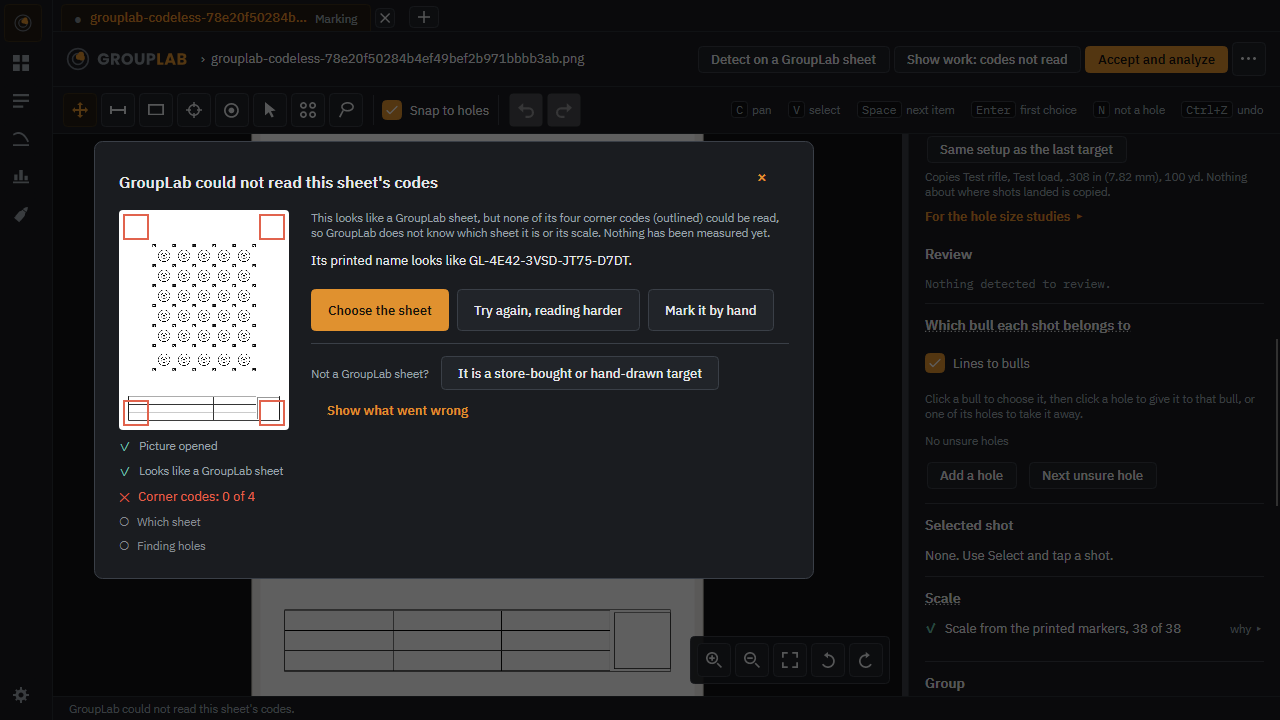 grouplab-codeless-78e20f50284b...
Marking
GROUPLAB
› grouplab-codeless-78e20f50284b4ef49bef2b971bbbb3ab.png
Detect on a GroupLab sheet
Show work: codes not read
Accept and analyze
Snap to holes
C pan
V select
Space next item
Enter first choice
N not a hole
Ctrl+Z undo
GroupLab could not read this sheet's codes
This looks like a GroupLab sheet, but none of its four corner codes (outlined) could be read,
so GroupLab does not know which sheet it is or its scale. Nothing has been measured yet.
Its printed name looks like GL-4E42-3VSD-JT75-D7DT.
Choose the sheet
Try again, reading harder
Mark it by hand
Not a GroupLab sheet?
It is a store-bought or hand-drawn target
Show what went wrong
Picture opened
Looks like a GroupLab sheet
Corner codes: 0 of 4
Which sheet
Finding holes
Same setup as the last target
Copies Test rifle, Test load, .308 in (7.82 mm), 100 yd. Nothing
about where shots landed is copied.
For the hole size studies
Review
Nothing detected to review.
Which bull each shot belongs to
Lines to bulls
Click a bull to choose it, then click a hole to give it to that bull, or
one of its holes to take it away.
No unsure holes
Add a hole
Next unsure hole
Selected shot
None. Use Select and tap a shot.
Scale
Scale from the printed markers, 38 of 38
why
Group
GroupLab could not read this sheet's codes.